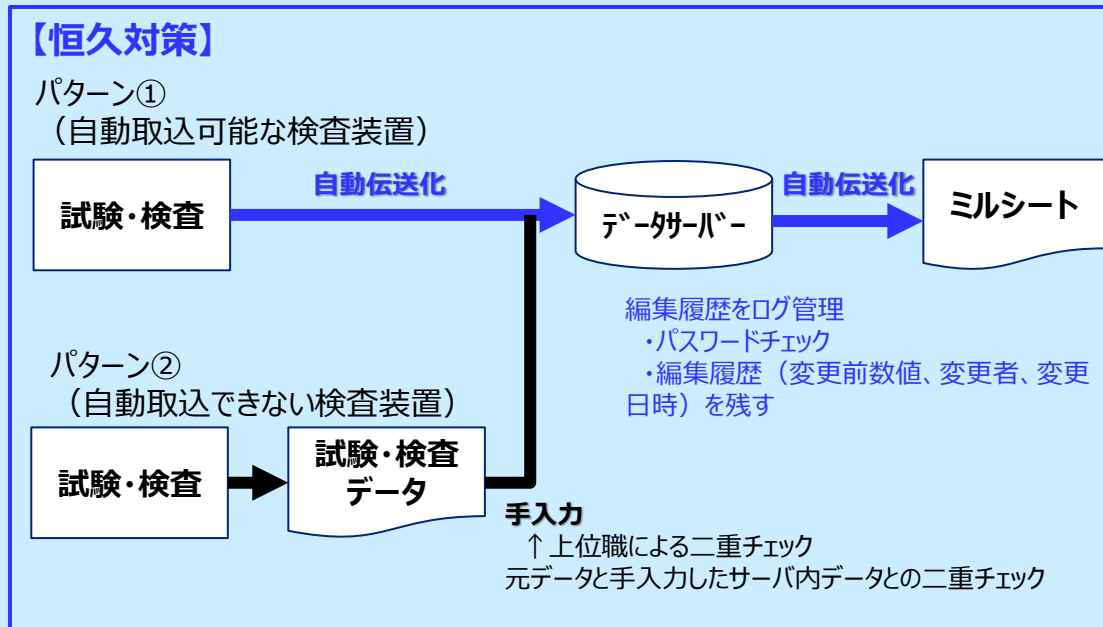 【恒久対策】
パターン①
（自動取込可能な検査装置）
試験・検査
自動伝送化
ﾃﾞｰﾀｻｰﾊﾞｰ
自動伝送化
ミルシート
編集履歴をログ管理
・パスワードチェック
・編集履歴（変更前数値、変更者、変更
日時）を残す
パターン②
（自動取込できない検査装置）
試験・検査
試験・検査
データ
手入力
↑上位職による二重チェック
元データと手入力したサーバ内データとの二重チェック